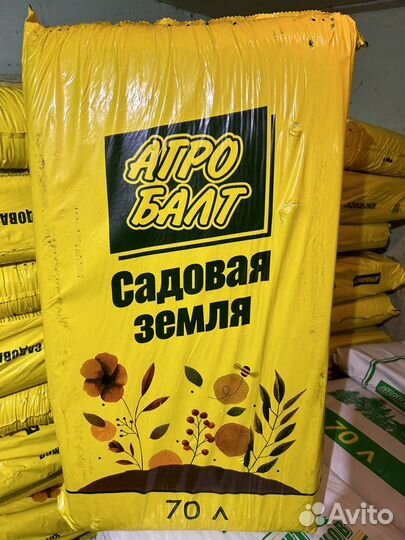 АГРО
БАЛТ
Садовая
земля
70 л
70 л
Avito